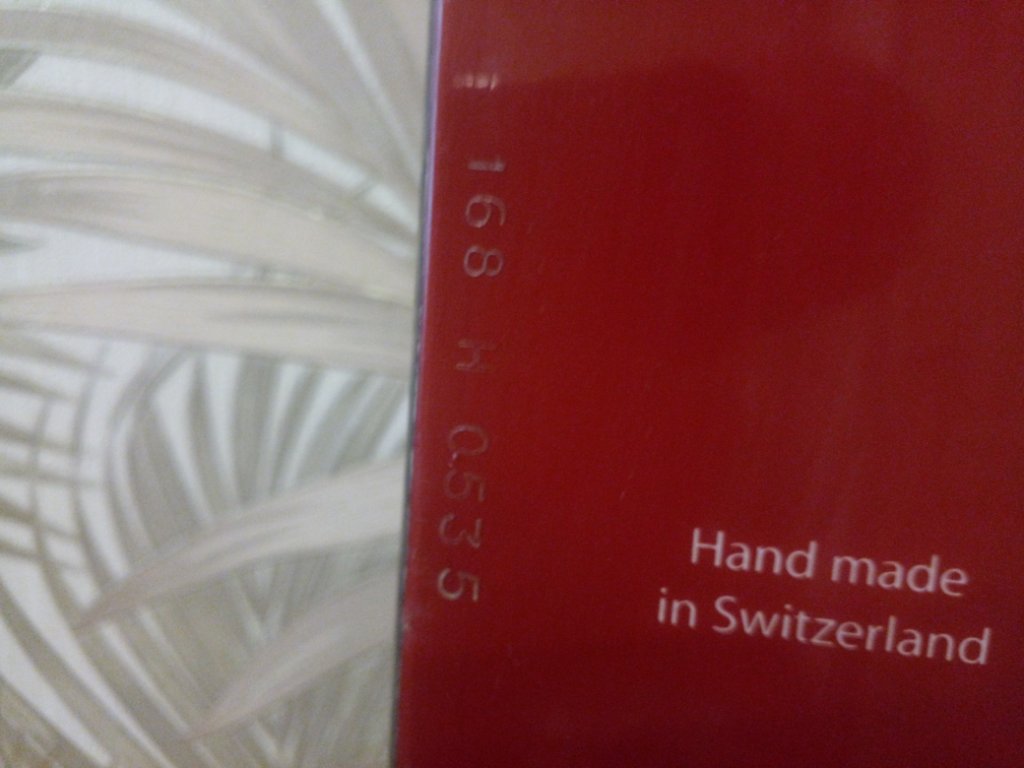 168 H 0.535
Hand made
in Switzerland